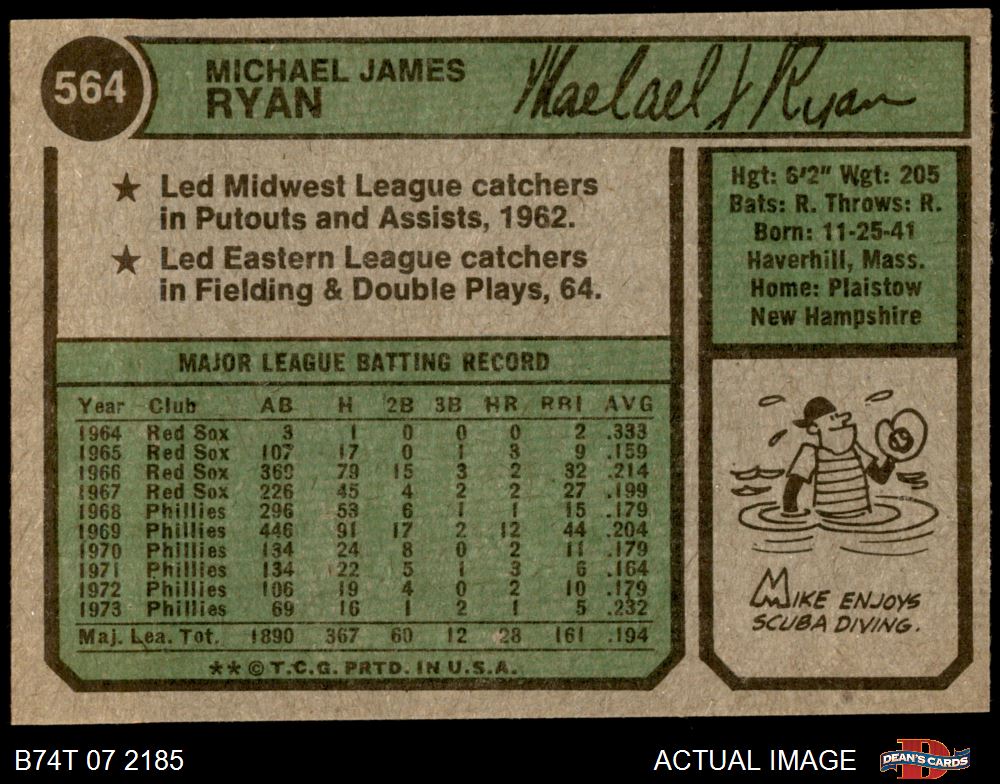 564
MICHAEL JAMES
RYAN
Michael J Ryan
★ Led Midwest League catchers
in Putouts and Assists, 1962.
★ Led Eastern League catchers
in Fielding & Double Plays, 64.
Hgt: 6'2" Wgt: 205
Bats: R. Throws: R.
Born: 11-25-41
Haverhill, Mass.
Home: Plaistow
New Hampshire
MAJOR LEAGUE BATTING RECORD
Year Club AB H 2B 3B HR RBI AVG
1964 Red Sox 3 1 0 0 0 2 .333
1965 Red Sox 107 17 0 1 3 9 .159
1966 Red Sox 369 79 15 3 2 32 .214
1967 Red Sox 226 45 4 2 2 27 .199
1968 Phillies 296 53 6 1 1 15 .179
1969 Phillies 446 91 17 2 12 44 .204
1970 Phillies 134 24 8 0 2 11 .179
1971 Phillies 134 22 5 1 3 6 .164
1972 Phillies 106 19 4 0 2 10 .179
1973 Phillies 69 16 1 2 1 5 .232
Maj. Lea. Tot. 1890 367 60 12 28 161 .194
**© T.C.G. PRTD. IN U.S.A.
MIKE ENJOYS
SCUBA DIVING.
B74T 07 2185
ACTUAL IMAGE
DEAN'S CARDS